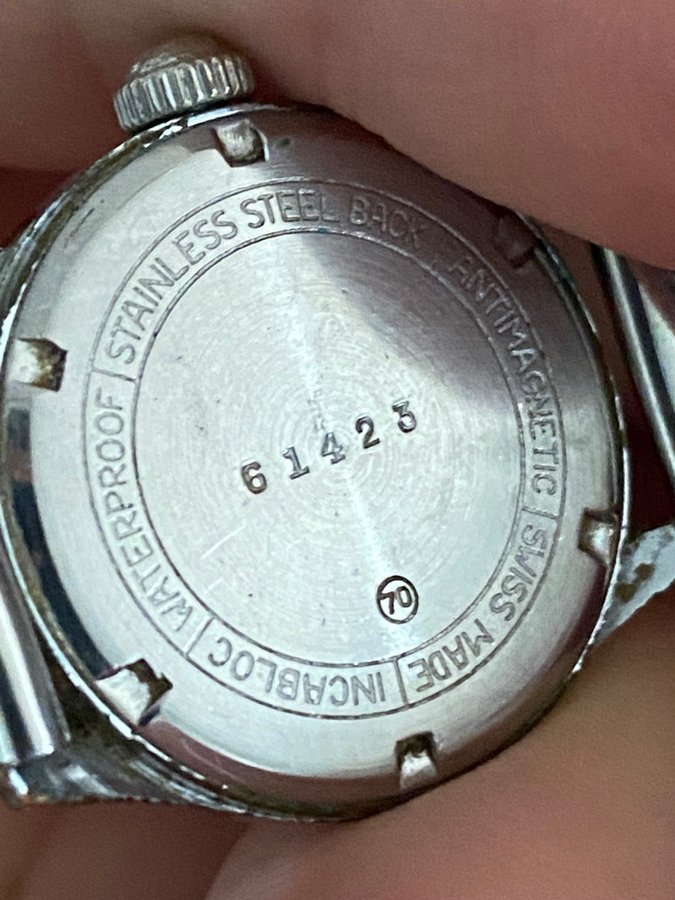 STAINLESS STEEL BACK
ANTIMAGNETIC
SWISS MADE
INCABLOC
WATERPROOF
61423
70